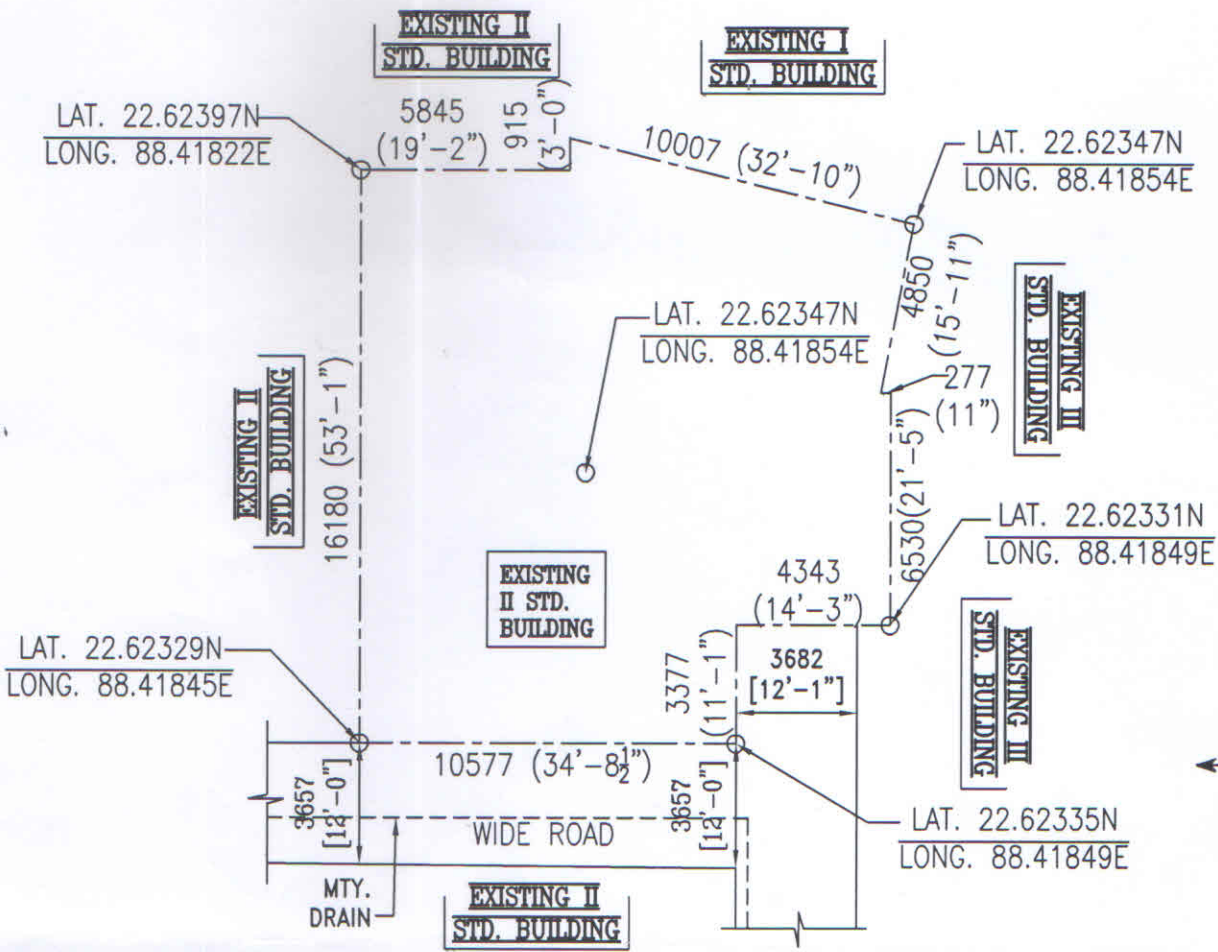 EXISTING II
STD. BUILDING
EXISTING I
STD. BUILDING
LAT. 22.62397N
LONG. 88.41822E
5845
(19'-2")
915
(3'-0")
10007 (32'-10")
LAT. 22.62347N
LONG. 88.41854E
4850
(15'-11")
EXISTING III
STD. BUILDING
LAT. 22.62347N
LONG. 88.41854E
277
(11")
EXISTING II
STD. BUILDING
16180 (53'-1")
6530(21'-5")
LAT. 22.62331N
LONG. 88.41849E
EXISTING
II STD.
BUILDING
4343
(14'-3")
EXISTING III
STD. BUILDING
LAT. 22.62329N
LONG. 88.41845E
3377
(11'-1")
3682
[12'-1"]
10577 (34'-8½")
3657
[12'-0"]
3657
[12'-0"]
WIDE ROAD
LAT. 22.62335N
LONG. 88.41849E
MTY.
DRAIN
EXISTING II
STD. BUILDING